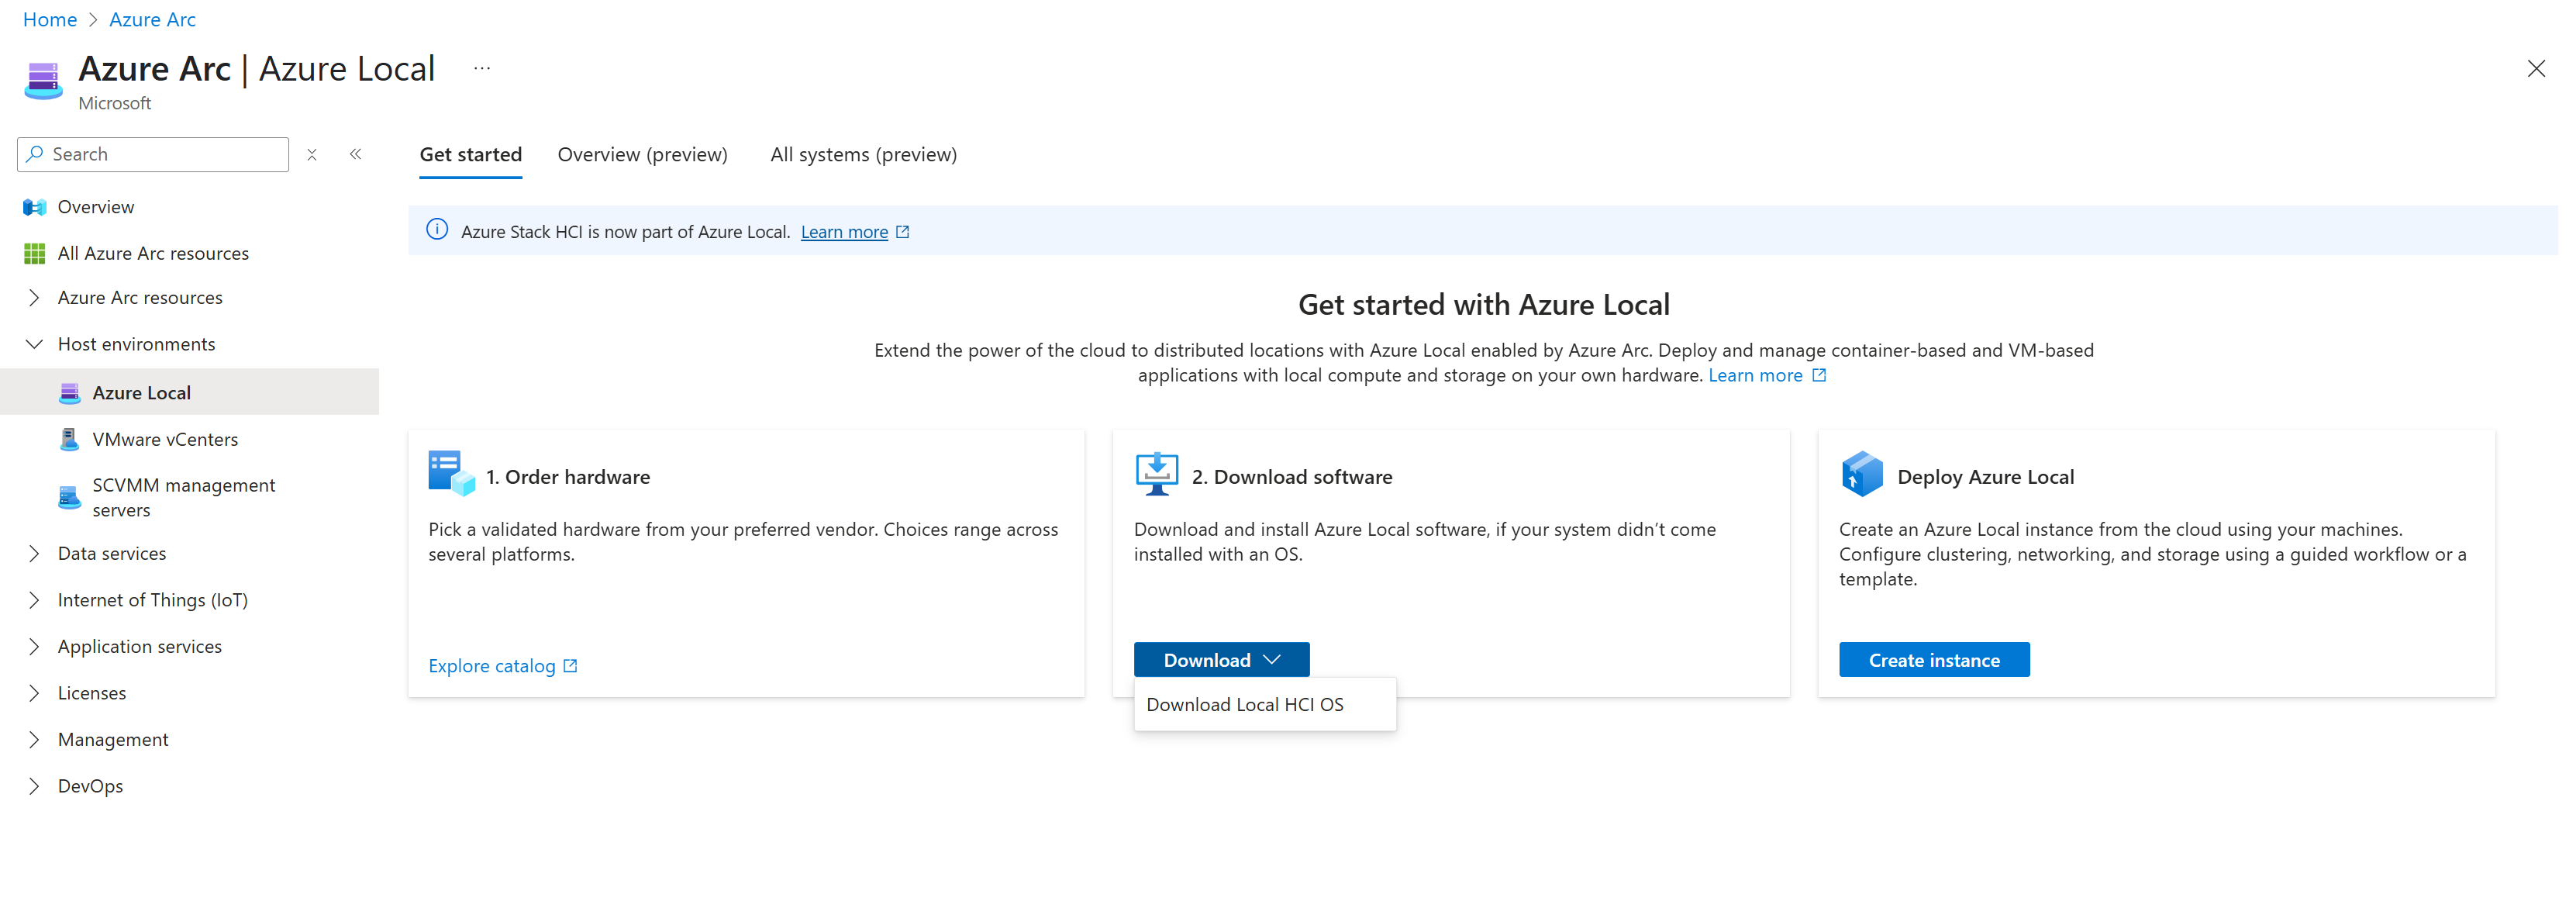 Home > Azure Arc
Azure Arc | Azure Local ...
Microsoft
Search
Overview
All Azure Arc resources
Azure Arc resources
Host environments
Azure Local
VMware vCenters
SCVMM management
servers
Data services
Internet of Things (IoT)
Application services
Licenses
Management
DevOps
Get started Overview (preview) All systems (preview)
Azure Stack HCI is now part of Azure Local. Learn more
Get started with Azure Local
Extend the power of the cloud to distributed locations with Azure Local enabled by Azure Arc. Deploy and manage container-based and VM-based
applications with local compute and storage on your own hardware. Learn more
1. Order hardware
Pick a validated hardware from your preferred vendor. Choices range across
several platforms.
Explore catalog
2. Download software
Download and install Azure Local software, if your system didn’t come
installed with an OS.
Download
Download Local HCI OS
Deploy Azure Local
Create an Azure Local instance from the cloud using your machines.
Configure clustering, networking, and storage using a guided workflow or a
template.
Create instance